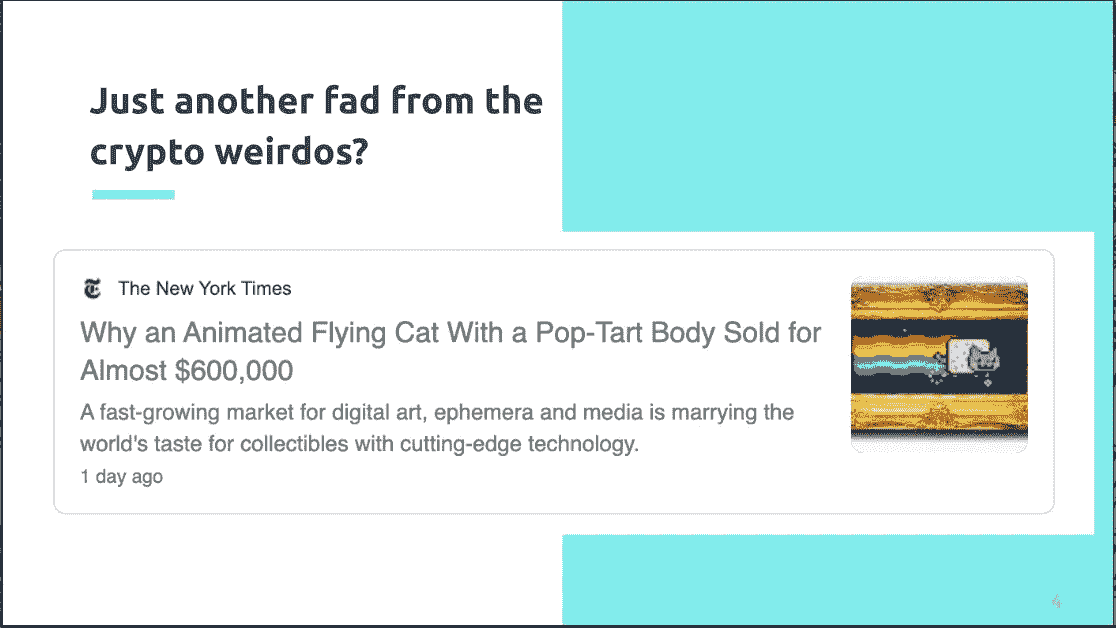 Just another fad from the
crypto weirdos?
The New York Times
Why an Animated Flying Cat With a Pop-Tart Body Sold for
Almost $600,000
A fast-growing market for digital art, ephemera and media is marrying the
world's taste for collectibles with cutting-edge technology.
1 day ago
4